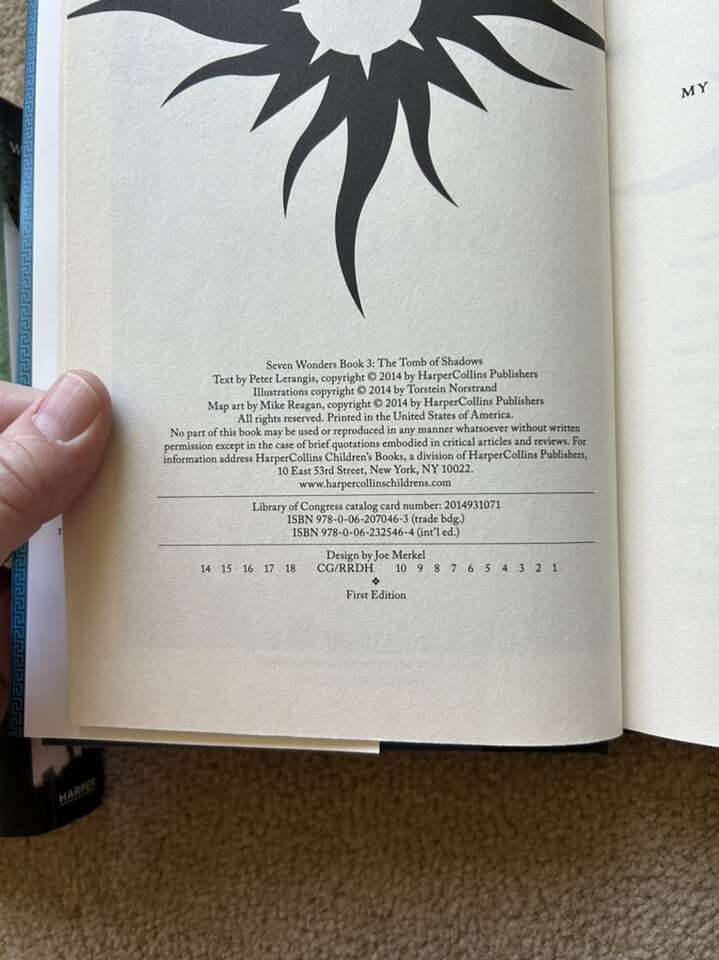 MY
Seven Wonders Book 3: The Tomb of Shadows
Text by Peter Lerangis, copyright © 2014 by HarperCollins Publishers
Illustrations copyright © 2014 by Torstein Norstrand
Map art by Mike Reagan, copyright © 2014 by HarperCollins Publishers
All rights reserved. Printed in the United States of America.
No part of this book may be used or reproduced in any manner whatsoever without written
permission except in the case of brief quotations embodied in critical articles and reviews. For
information address HarperCollins Children's Books, a division of HarperCollins Publishers,
10 East 53rd Street, New York, NY 10022.
www.harpercollinschildrens.com
Library of Congress catalog card number: 2014931071
ISBN 978-0-06-207046-3 (trade bdg.)
ISBN 978-0-06-232546-4 (int'l ed.)
Design by Joe Merkel
14 15 16 17 18 CG/RRDH 10 9 8 7 6 5 4 3 2 1
❖
First Edition
HARPER